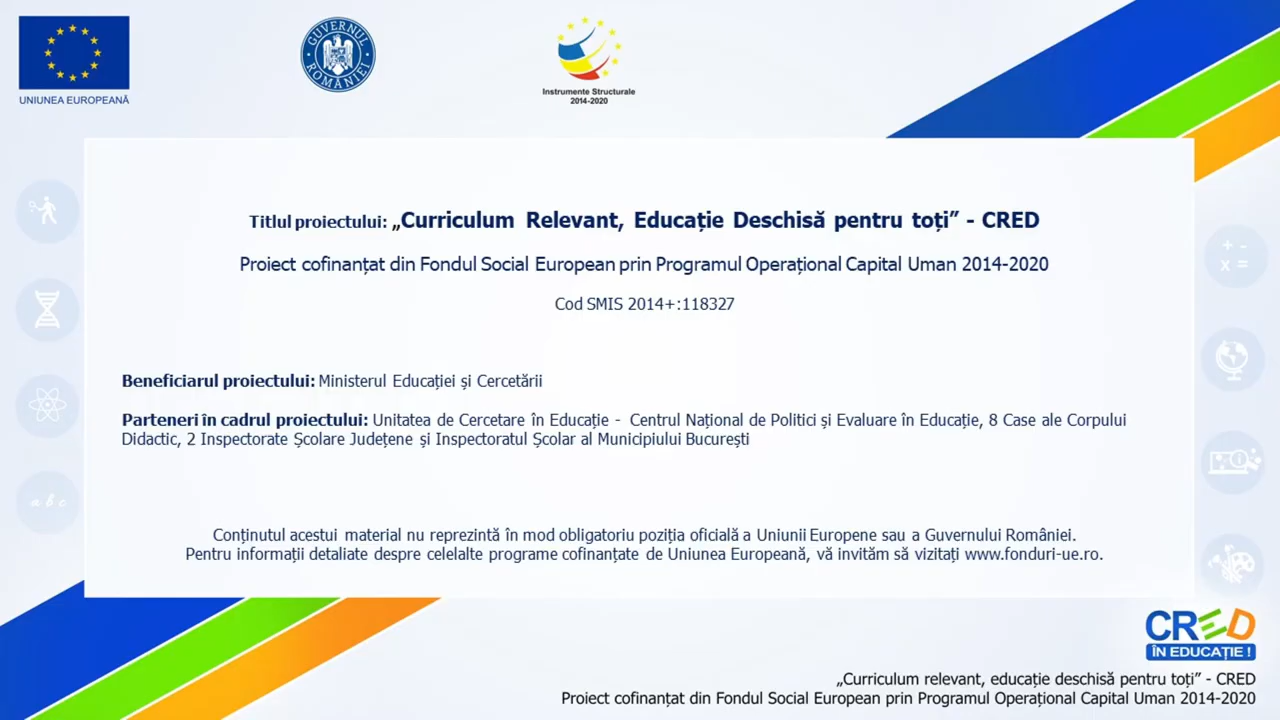 UNIUNEA EUROPEANĂ
GUVERNUL ROMÂNIEI
Instrumente Structurale
2014-2020
Titlul proiectului: „Curriculum Relevant, Educație Deschisă pentru toți” - CRED
Proiect cofinanțat din Fondul Social European prin Programul Operațional Capital Uman 2014-2020
Cod SMIS 2014+:118327
Beneficiarul proiectului: Ministerul Educației și Cercetării
Parteneri în cadrul proiectului: Unitatea de Cercetare în Educație - Centrul Național de Politici și Evaluare în Educație, 8 Case ale Corpului
Didactic, 2 Inspectorate Școlare Județene și Inspectoratul Școlar al Municipiului București
Conținutul acestui material nu reprezintă în mod obligatoriu poziția oficială a Uniunii Europene sau a Guvernului României.
Pentru informații detaliate despre celelalte programe cofinanțate de Uniunea Europeană, vă invităm să vizitați www.fonduri-ue.ro.
+ -
x =
a b c
CRED
ÎN EDUCAȚIE !
„Curriculum relevant, educație deschisă pentru toți” - CRED
Proiect cofinanțat din Fondul Social European prin Programul Operațional Capital Uman 2014-2020